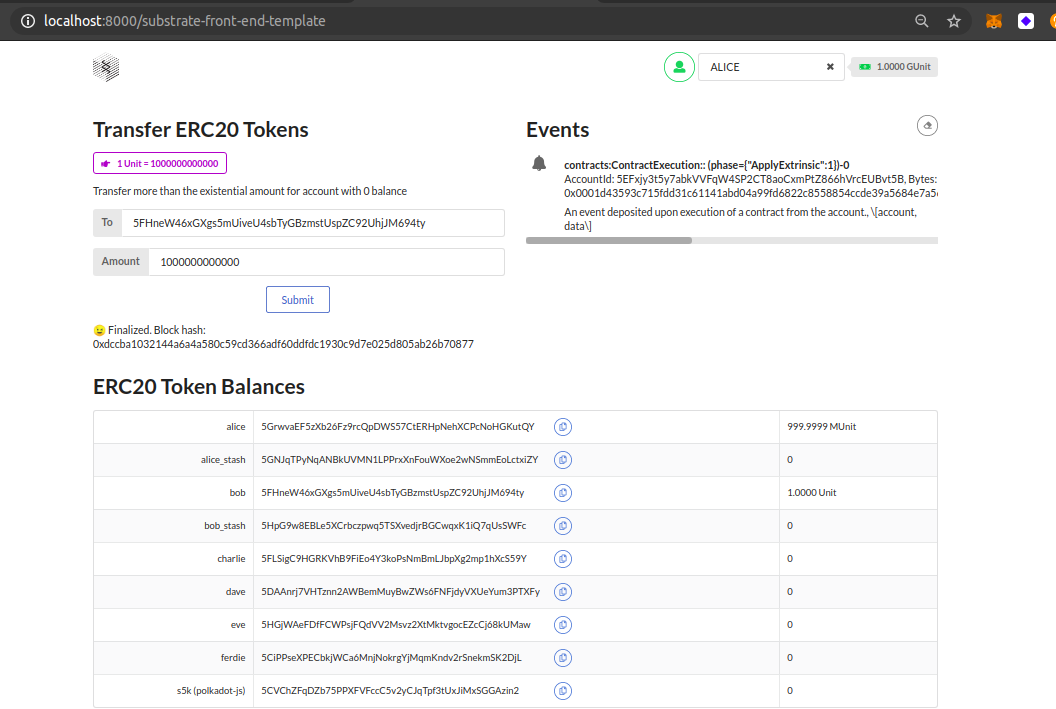 localhost:8000/substrate-front-end-template
ALICE
1.0000 GUnit
Transfer ERC20 Tokens
1 Unit = 1000000000000
Transfer more than the existential amount for account with 0 balance
To 5FHneW46xGXgs5mUiveU4sbTyGBzmstUspZC92UhjJM694ty
Amount 1000000000000
Submit
Finalized. Block hash:
0xdccba1032144a6a4a580c59cd366adf60ddfdc1930c9d7e025d805ab26b70877
Events
contracts:ContractExecution:: (phase={"ApplyExtrinsic":1})-0
AccountId: 5EFxjy3t5y7abkVVFqW4SP2CT8aoCxmPtZ866hVrcEUBvt5B, Bytes:
0x0001d43593c715fdd31c61141abd04a99fd6822c8558854ccde39a5684e7a5
An event deposited upon execution of a contract from the account., \[account,
data\]
ERC20 Token Balances
alice 5GrwvaEF5zXb26Fz9rcQpDWS57CtERHpNehXCPcNoHGKutQY 999.9999 MUnit
alice_stash 5GNJqTPyNqANBkUVMN1LPPrxXnFouWXoe2wNSmmEoLctxiZY 0
bob 5FHneW46xGXgs5mUiveU4sbTyGBzmstUspZC92UhjJM694ty 1.0000 Unit
bob_stash 5HpG9w8EBLe5XCrbczpwq5TSXvedjrBGCwqxK1iQ7qUsSWFc 0
charlie 5FLSigC9HGRKVhB9FiEo4Y3koPsNmBmLJbpXg2mp1hXcS59Y 0
dave 5DAAnrj7VHTznn2AWBemMuyBwZWs6FNFjdyVXUeYum3PTXFy 0
eve 5HGjWAeFDfFCWPsjFQdVV2Msvz2XtMktvgocEZcCj68kUMaw 0
ferdie 5CiPPseXPECbkjWCa6MnjNokrgYjMqmKndv2rSnekmSK2DjL 0
s5k (polkadot-js) 5CVChZFqDZb75PPXFVFccC5v2yCJqTpf3tUxJiMxSGGAzin2 0